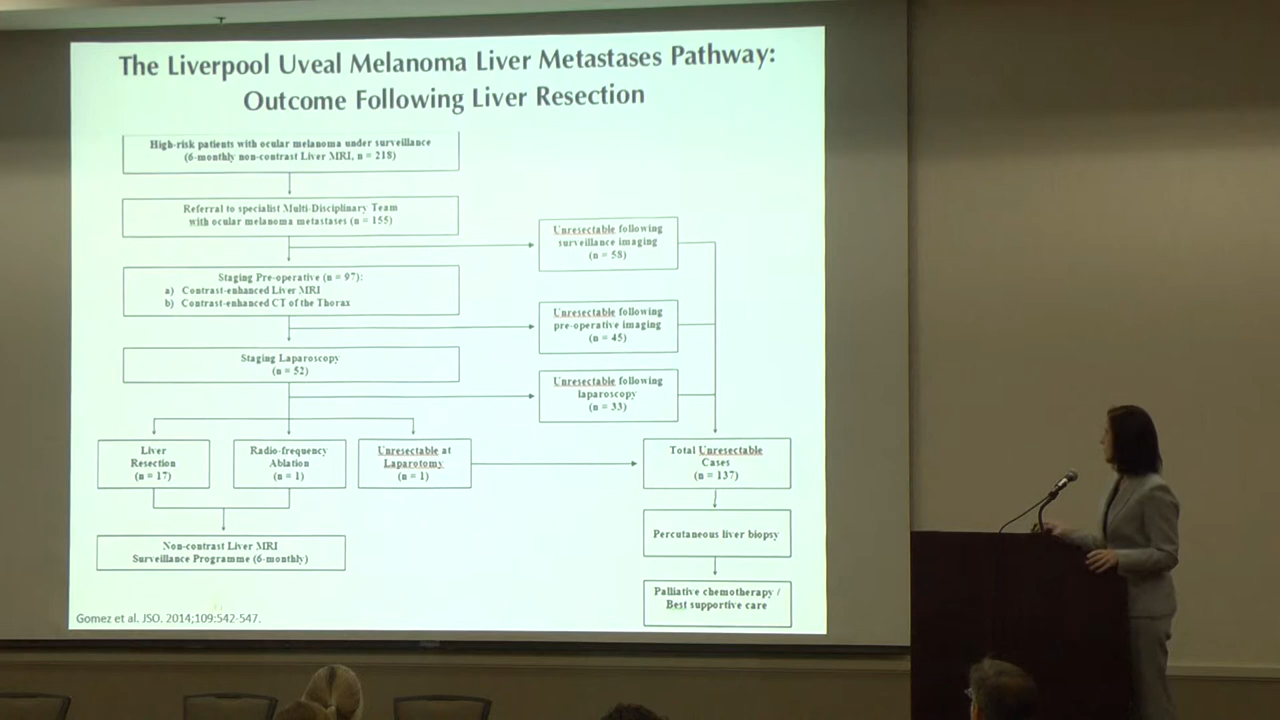 The Liverpool Uveal Melanoma Liver Metastases Pathway:
Outcome Following Liver Resection
High-risk patients with ocular melanoma under surveillance
(6-monthly non-contrast Liver MRI, n = 218)
Referral to specialist Multi-Disciplinary Team
with ocular melanoma metastases (n = 155)
Unresectable following
surveillance imaging
(n = 58)
Staging Pre-operative (n = 97):
a) Contrast-enhanced Liver MRI
b) Contrast-enhanced CT of the Thorax
Unresectable following
pre-operative imaging
(n = 45)
Staging Laparoscopy
(n = 52)
Unresectable following
laparoscopy
(n = 33)
Liver
Resection
(n = 17)
Radio-frequency
Ablation
(n = 1)
Unresectable at
Laparotomy
(n = 1)
Total Unresectable
Cases
(n = 137)
Non-contrast Liver MRI
Surveillance Programme (6-monthly)
Percutaneous liver biopsy
Palliative chemotherapy /
Best supportive care
Gomez et al. JSO. 2014;109:542-547.